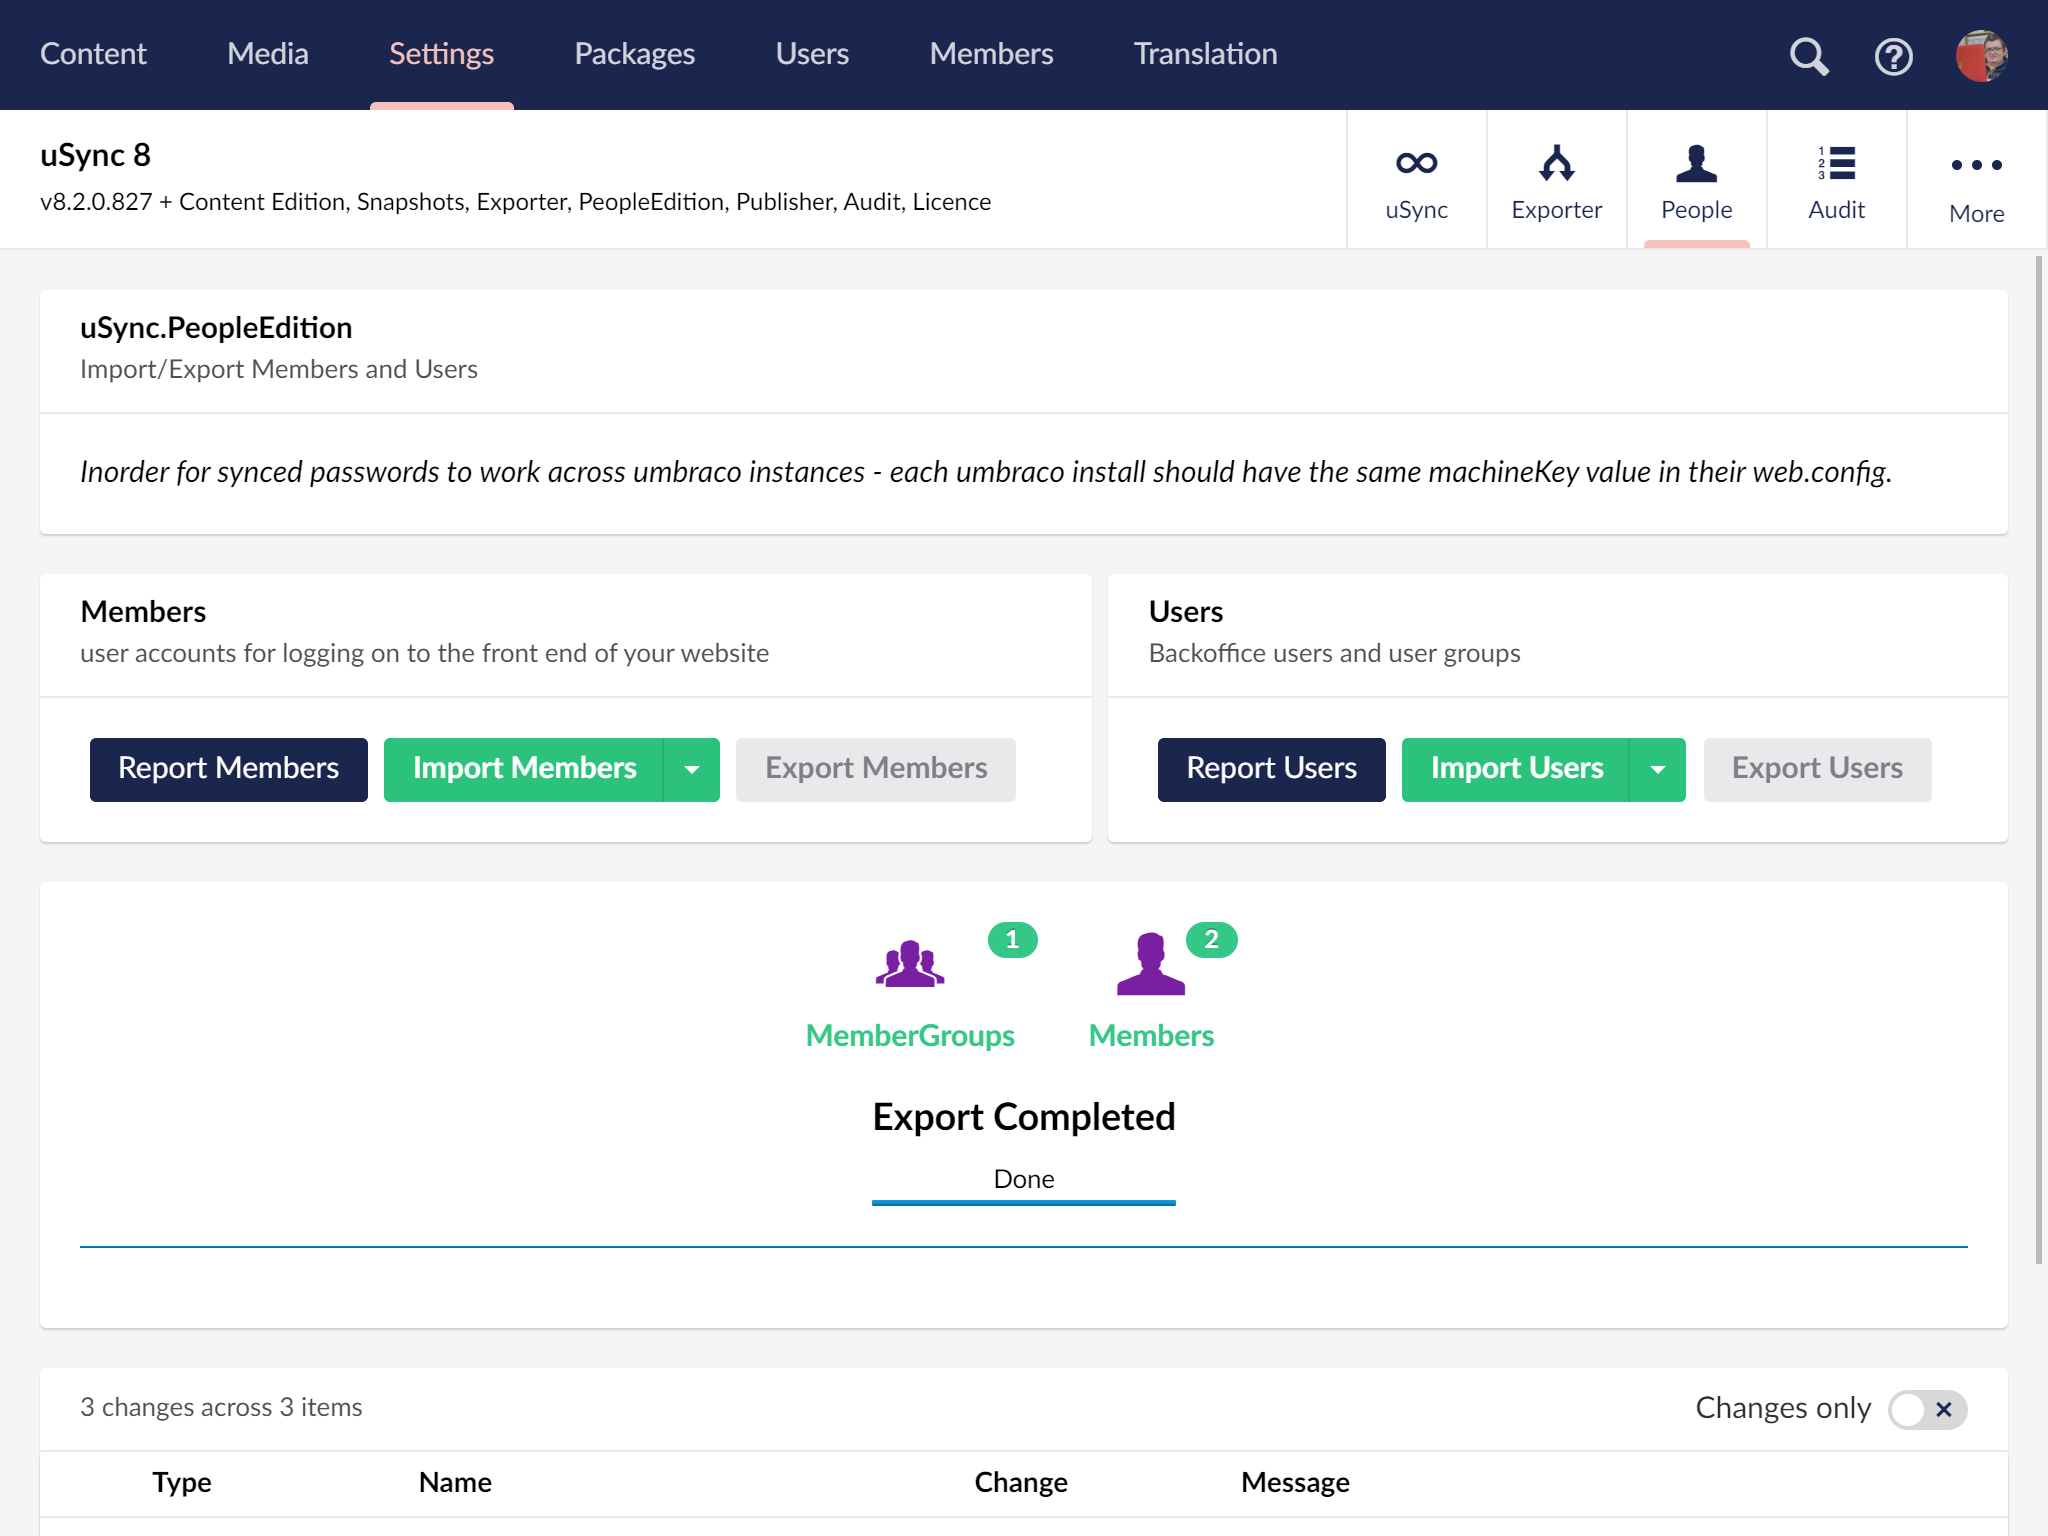 Content Media Settings Packages Users Members Translation
uSync 8
v8.2.0.827 + Content Edition, Snapshots, Exporter, PeopleEdition, Publisher, Audit, Licence
uSync Exporter People Audit More
uSync.PeopleEdition
Import/Export Members and Users
Inorder for synced passwords to work across umbraco instances - each umbraco install should have the same machineKey value in their web.config.
Members
user accounts for logging on to the front end of your website
Report Members Import Members Export Members
Users
Backoffice users and user groups
Report Users Import Users Export Users
1 2
MemberGroups Members
Export Completed
Done
3 changes across 3 items Changes only
Type Name Change Message